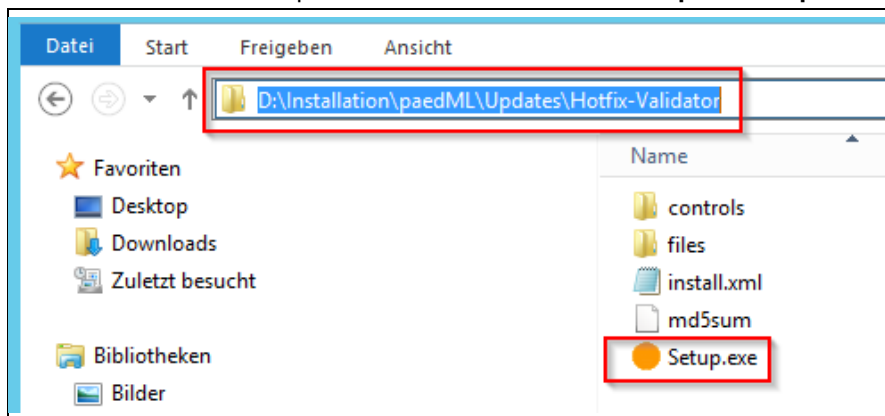 Datei Start Freigeben Ansicht
D:\Installation\paedML\Updates\Hotfix-Validator
Favoriten
Desktop
Downloads
Zuletzt besucht
Bibliotheken
Bilder
Name
controls
files
install.xml
md5sum
Setup.exe